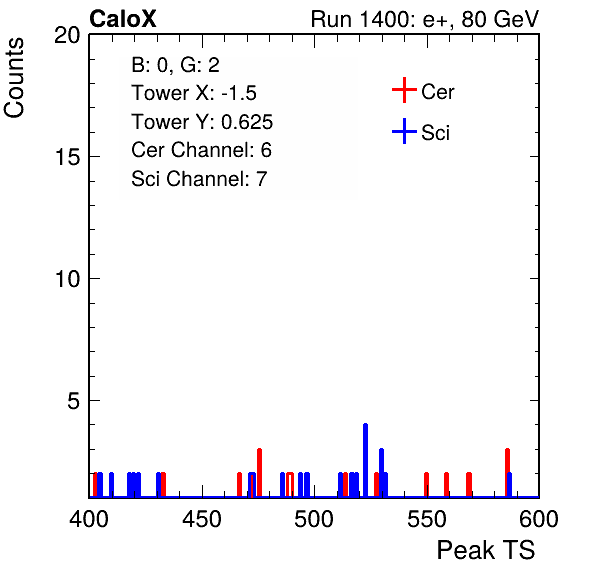 CaloX Run 1400: e+, 80 GeV
Counts
20
15
10
5
B: 0, G: 2
Tower X: -1.5
Tower Y: 0.625
Cer Channel: 6
Sci Channel: 7
Cer
Sci
400 450 500 550 600
Peak TS